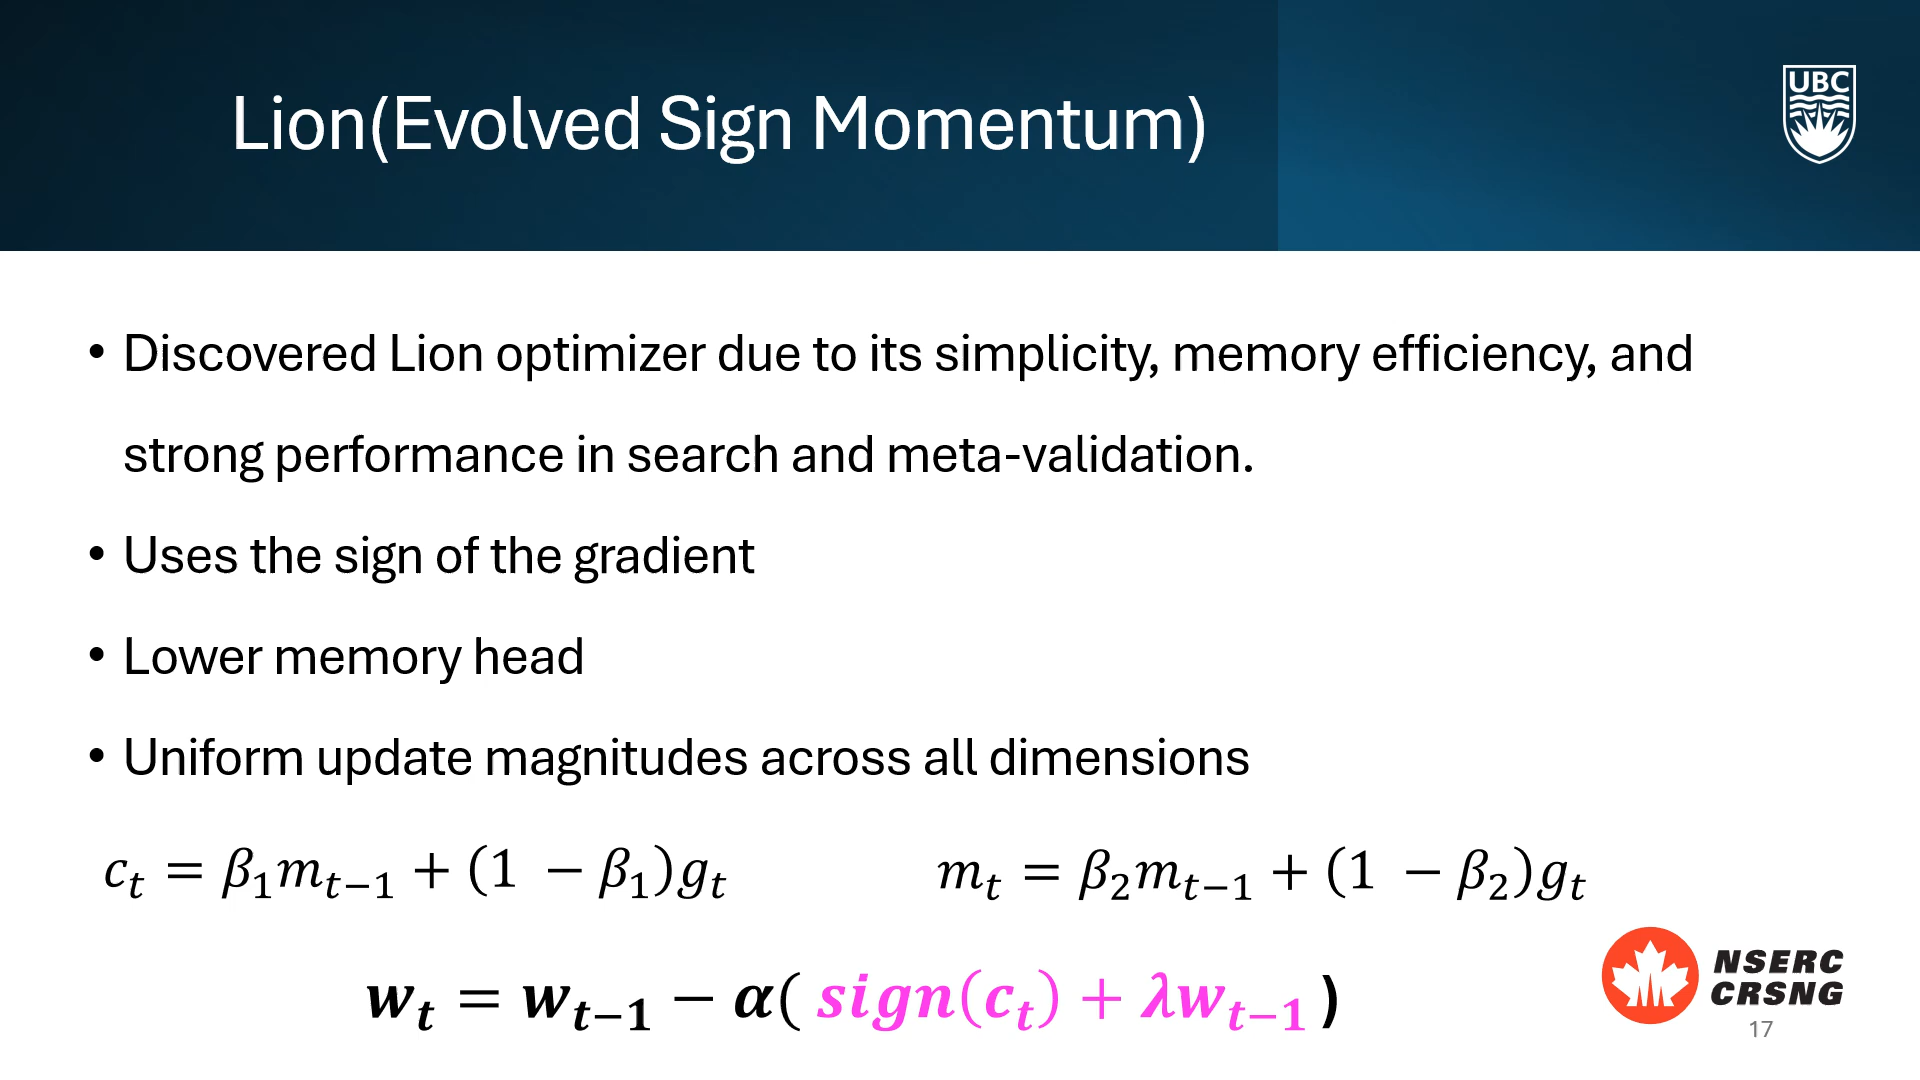 Lion(Evolved Sign Momentum)
UBC
• Discovered Lion optimizer due to its simplicity, memory efficiency, and
strong performance in search and meta-validation.
• Uses the sign of the gradient
• Lower memory head
• Uniform update magnitudes across all dimensions
c_t = β_1 m_{t−1} + (1 − β_1)g_t
m_t = β_2 m_{t−1} + (1 − β_2)g_t
w_t = w_{t−1} − α( sign(c_t) + λw_{t−1} )
NSERC
CRSNG
17